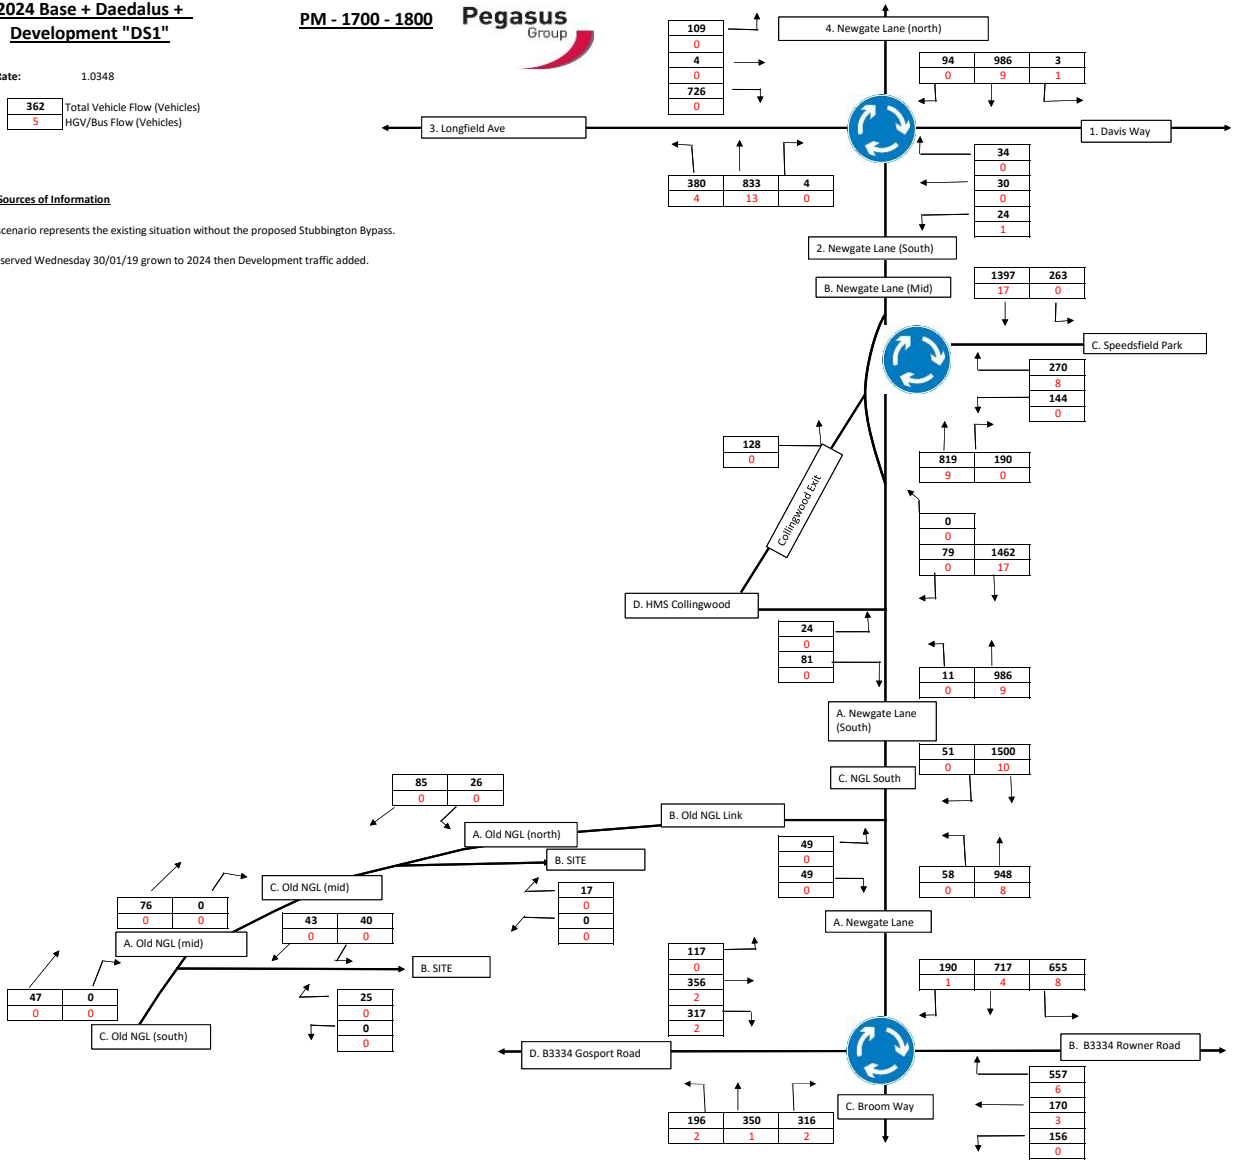 2024 Base + Daedalus +
Development "DS1"
PM - 1700 - 1800
Pegasus
Group
Rate: 1.0348
362 Total Vehicle Flow (Vehicles)
5 HGV/Bus Flow (Vehicles)
Sources of Information
scenario represents the existing situation without the proposed Stubbington Bypass.
served Wednesday 30/01/19 grown to 2024 then Development traffic added.
109
0
4
0
726
0
4. Newgate Lane (north)
94 986 3
0 9 1
3. Longfield Ave
1. Davis Way
380 833 4
4 13 0
34
0
30
0
24
1
2. Newgate Lane (South)
B. Newgate Lane (Mid)
1397 263
17 0
C. Speedsfield Park
270
8
144
0
128
0
819 190
9 0
Collingwood Exit
0
0
79 1462
0 17
D. HMS Collingwood
24
0
81
0
11 986
0 9
A. Newgate Lane
(South)
51 1500
0 10
C. NGL South
85 26
0 0
B. Old NGL Link
A. Old NGL (north)
B. SITE
49
0
49
0
58 948
0 8
C. Old NGL (mid)
17
0
0
0
76 0
0 0
43 40
0 0
A. Newgate Lane
A. Old NGL (mid)
B. SITE
117
0
356
2
317
2
190 717 655
1 4 8
47 0
0 0
25
0
0
0
C. Old NGL (south)
D. B3334 Gosport Road
B. B3334 Rowner Road
196 350 316
2 1 2
C. Broom Way
557
6
170
3
156
0